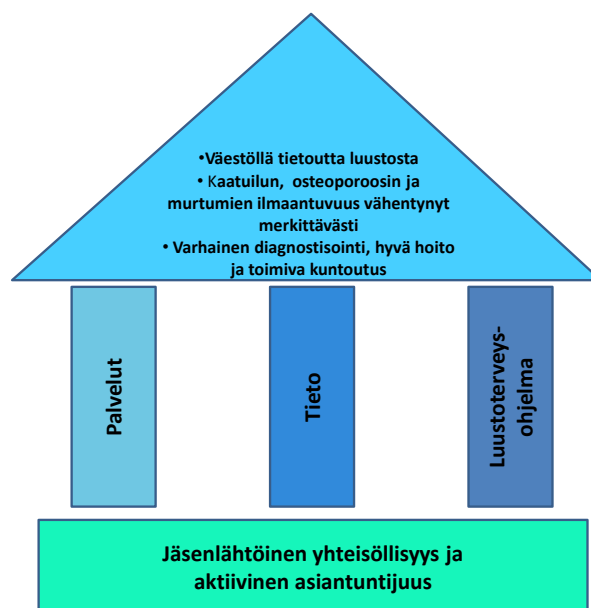 •Väestöllä tietoutta luustosta
• Kaatuilun, osteoporoosin ja
murtumien ilmaantuvuus vähentynyt
merkittävästi
• Varhainen diagnostisointi, hyvä hoito
ja toimiva kuntoutus
Palvelut
Tieto
Luustoterveys-
ohjelma
Jäsenlähtöinen yhteisöllisyys ja
aktiivinen asiantuntijuus